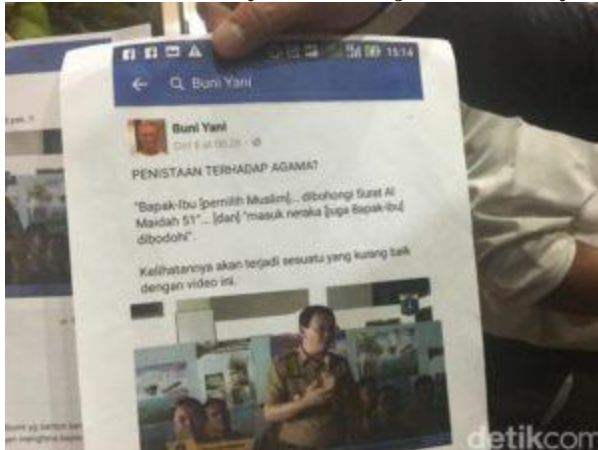 15:14
Buni Yani
Buni Yani
PENISTAAN TERHADAP AGAMA?
"Bapak-Ibu [pemilih Muslim]... dibohongi Surat Al
Maidah 51"... [dan] "masuk neraka [juga Bapak-Ibu]
dibodohi".
Kelihatannya akan terjadi sesuatu yang kurang baik
dengan video ini.
detikcom